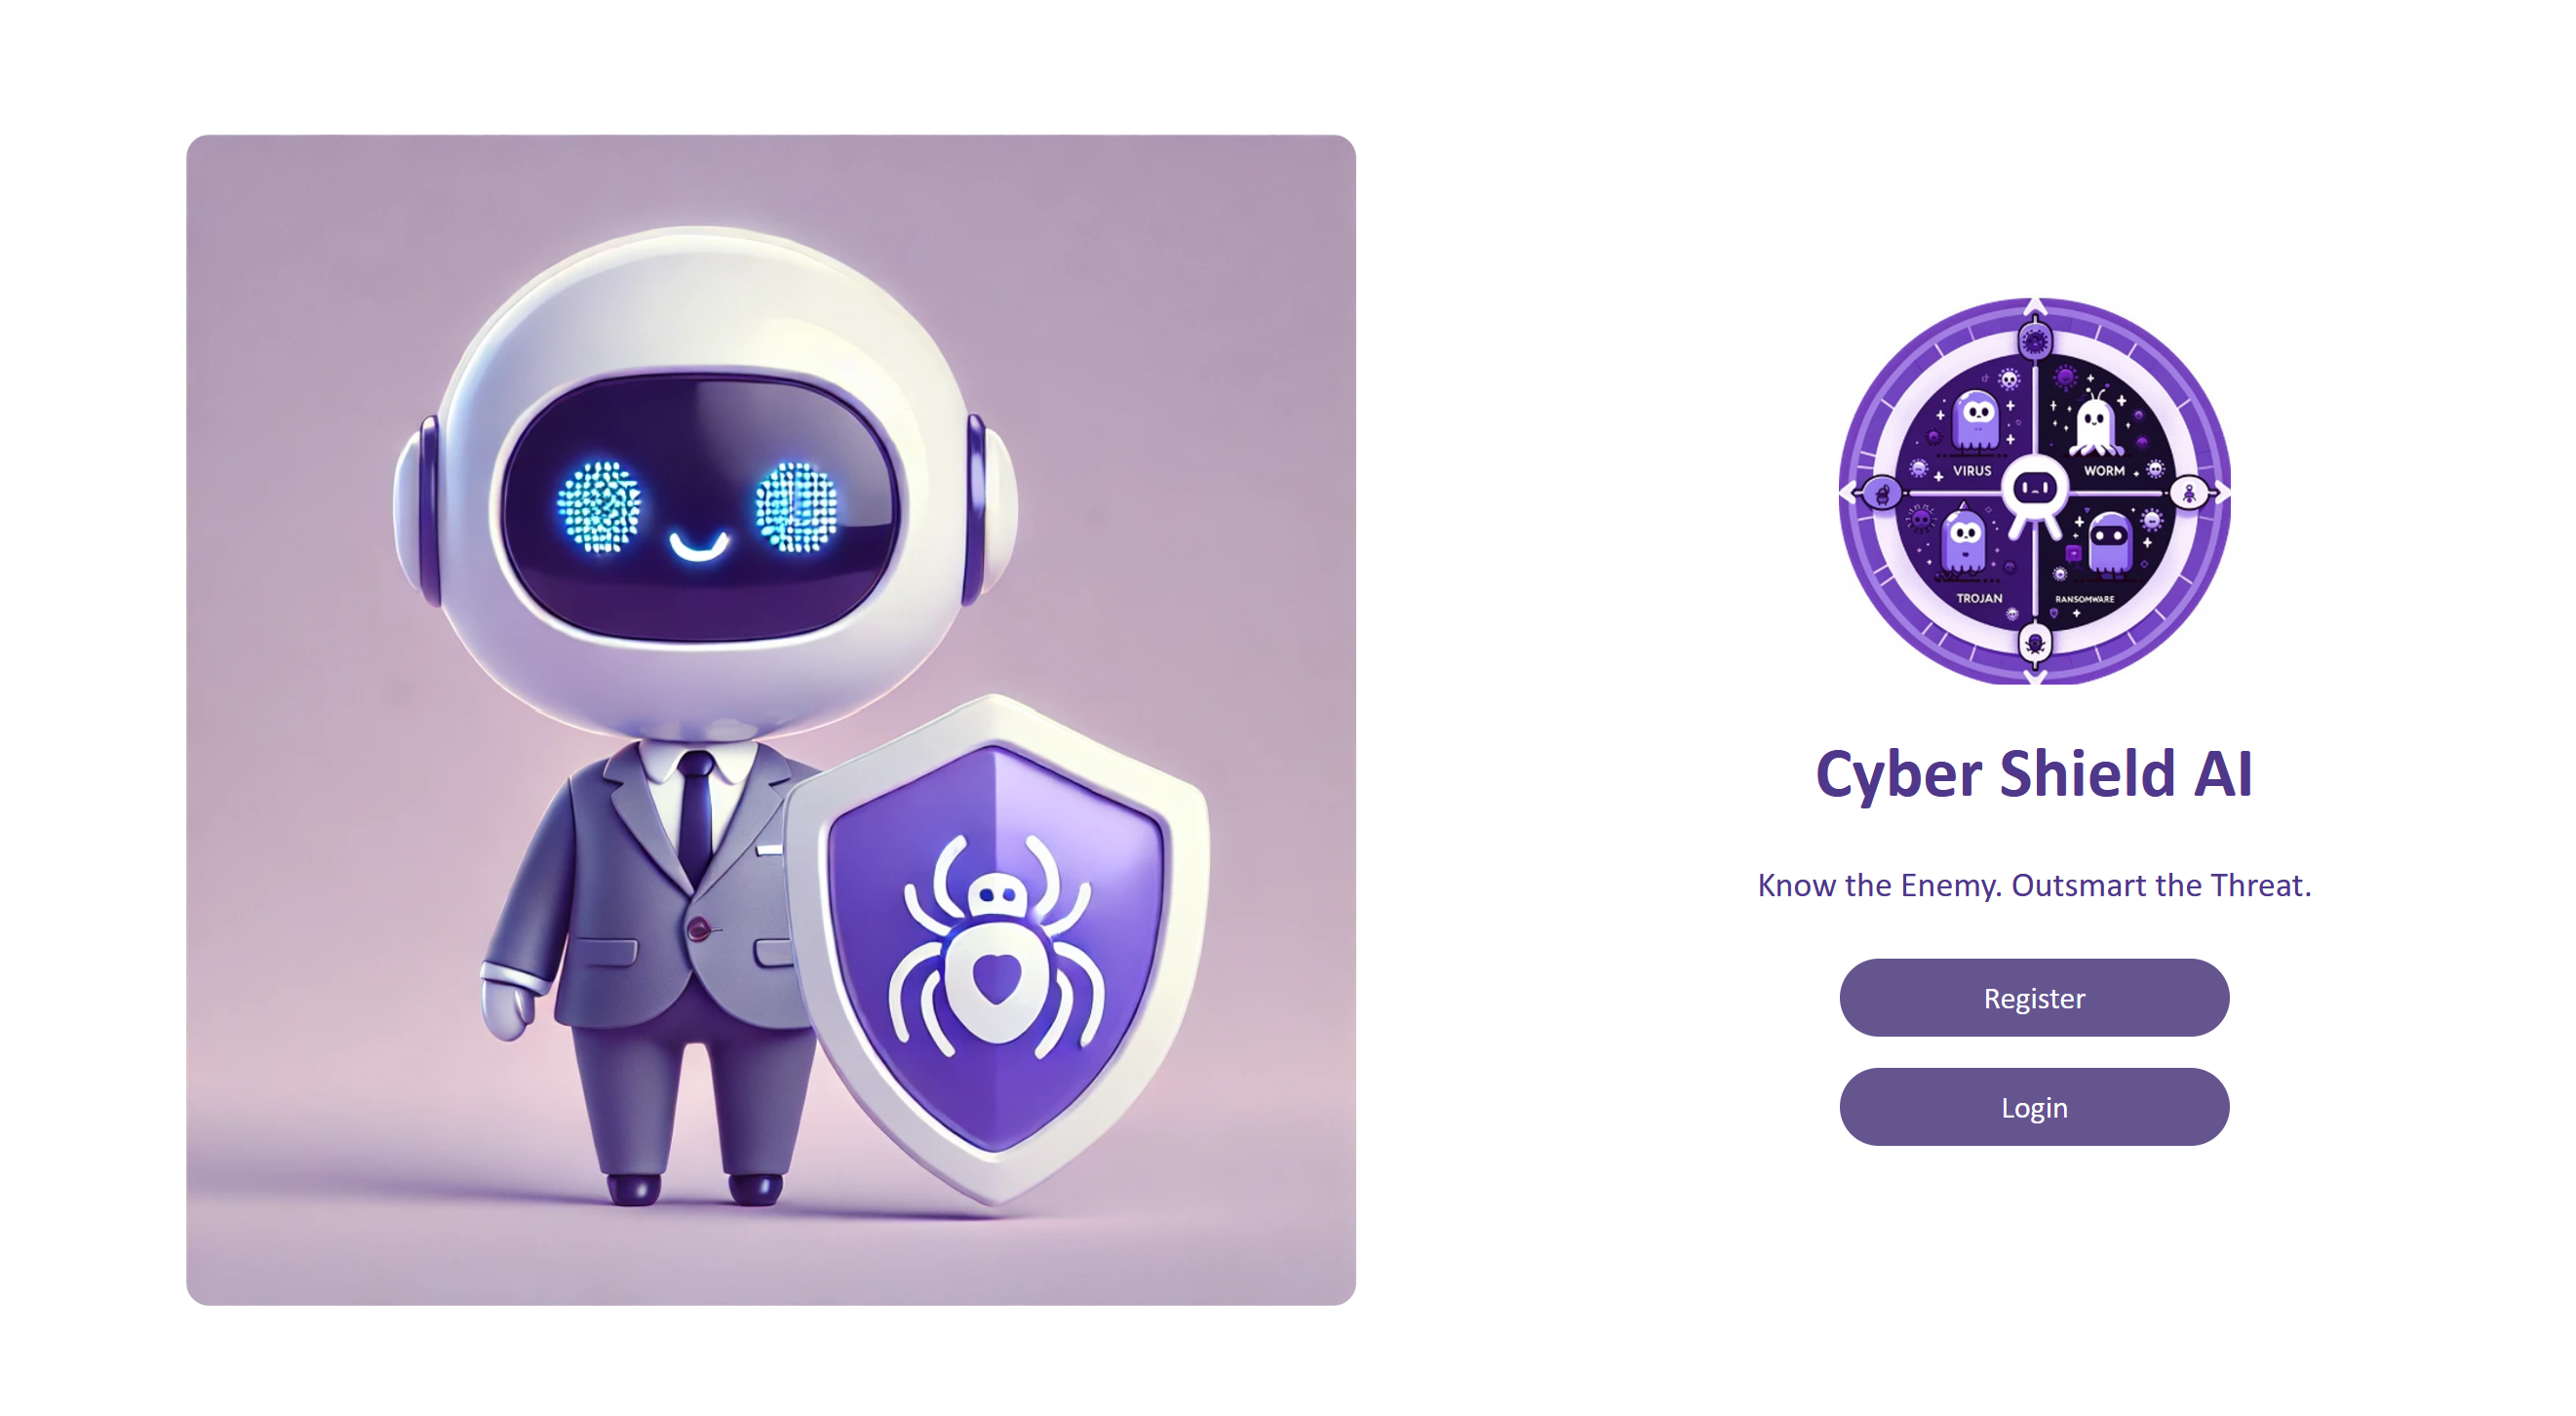 VIRUS
WORM
TROJAN
RANSOMWARE
Cyber Shield AI
Know the Enemy. Outsmart the Threat.
Register
Login